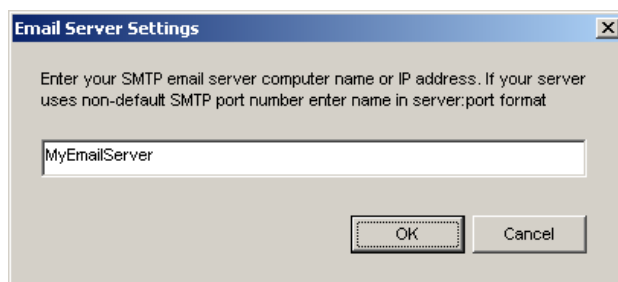 Email Server Settings
Enter your SMTP email server computer name or IP address. If your server
uses non-default SMTP port number enter name in server:port format
MyEmailServer
OK Cancel